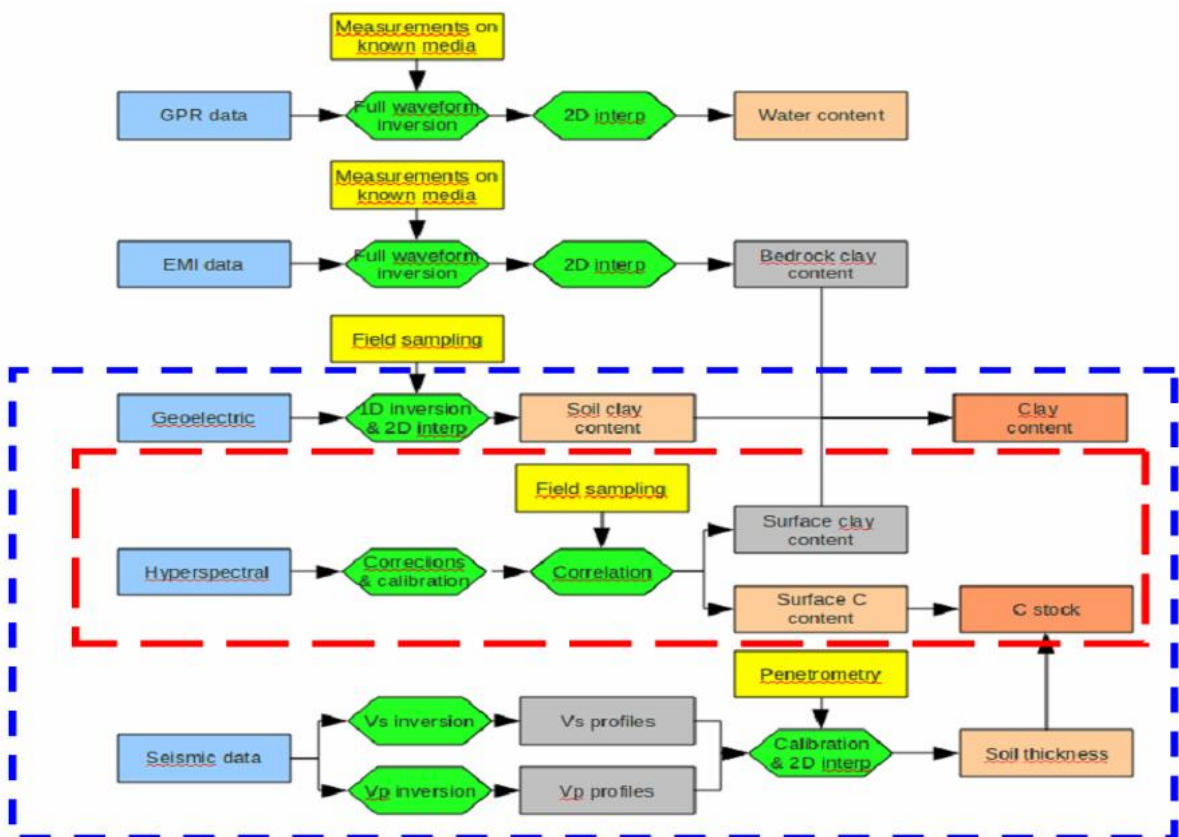 Measurements on
known media
GPR data
Full waveform
inversion
2D interp
Water content
Measurements on
known media
EMI data
Full waveform
inversion
2D interp
Bedrock clay
content
Field sampling
Geoelectric
1D inversion
& 2D interp
Soil clay
content
Clay
content
Field sampling
Hyperspectral
Corrections
& calibration
Correlation
Surface clay
content
Surface C
content
C stock
Penetrometry
Seismic data
Vs inversion
Vs profiles
Vp inversion
Vp profiles
Calibration
& 2D interp
Soil thickness